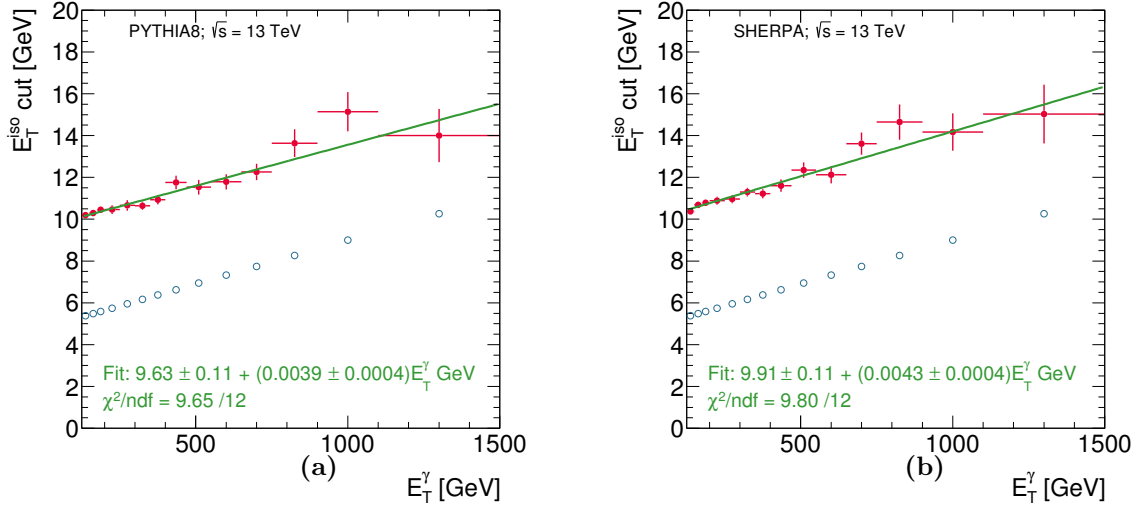 PYTHIA8; √s = 13 TeV
E_T^iso cut [GeV]
20
18
16
14
12
10
8
6
4
2
0
Fit: 9.63 ± 0.11 + (0.0039 ± 0.0004)E_T^γ GeV
χ²/ndf = 9.65 /12
500
1000
1500
E_T^γ [GeV]
(a)
SHERPA; √s = 13 TeV
E_T^iso cut [GeV]
20
18
16
14
12
10
8
6
4
2
0
Fit: 9.91 ± 0.11 + (0.0043 ± 0.0004)E_T^γ GeV
χ²/ndf = 9.80 /12
500
1000
1500
E_T^γ [GeV]
(b)